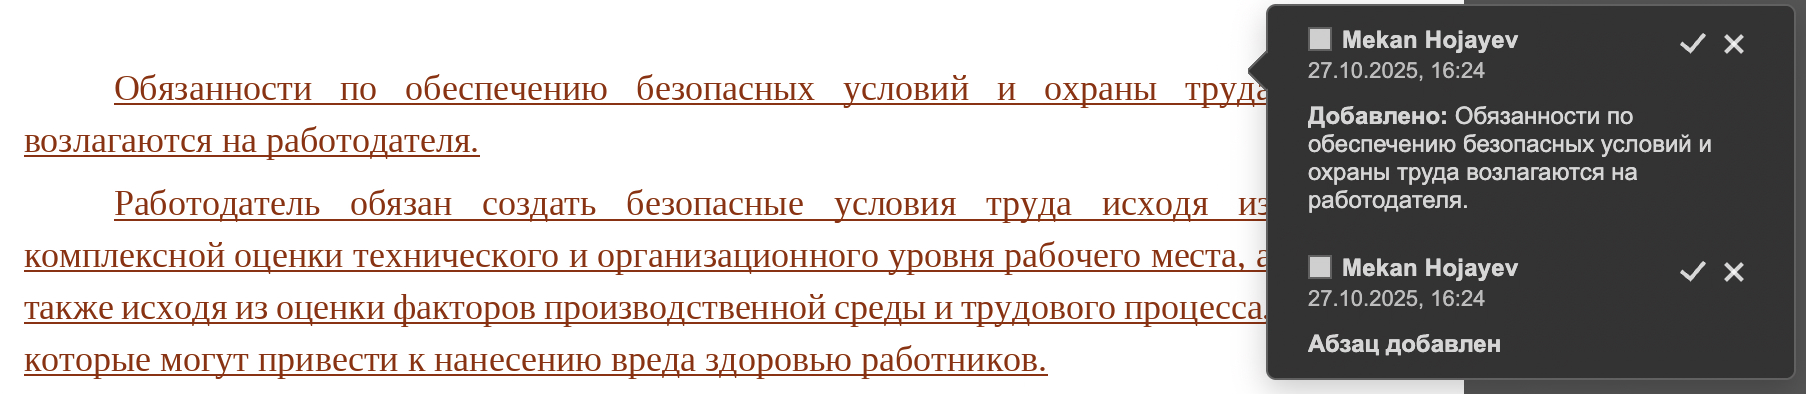 Обязанности по обеспечению безопасных условий и охраны труда
возлагаются на работодателя.
Работодатель обязан создать безопасные условия труда исходя из
комплексной оценки технического и организационного уровня рабочего места, а
также исходя из оценки факторов производственной среды и трудового процесса,
которые могут привести к нанесению вреда здоровью работников.
Mekan Hojayev
27.10.2025, 16:24
Добавлено: Обязанности по
обеспечению безопасных условий и
охраны труда возлагаются на
работодателя.
Mekan Hojayev
27.10.2025, 16:24
Абзац добавлен